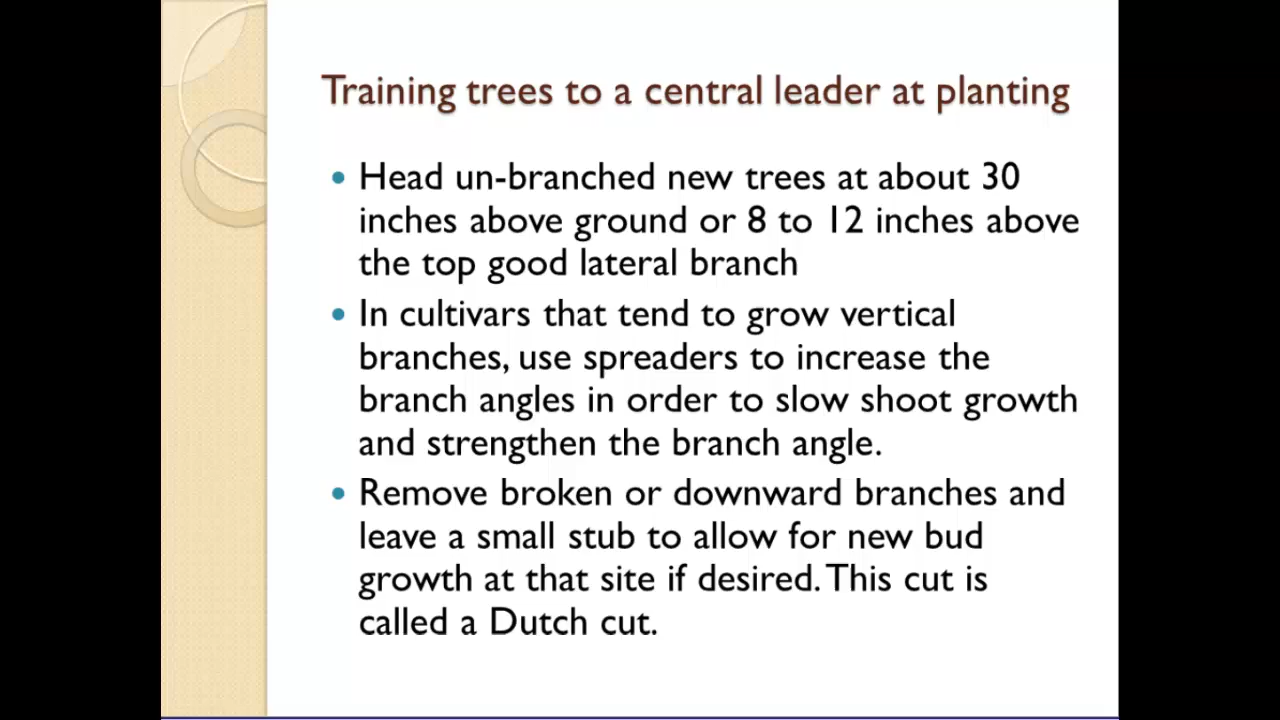 Training trees to a central leader at planting
• Head un-branched new trees at about 30
inches above ground or 8 to 12 inches above
the top good lateral branch
• In cultivars that tend to grow vertical
branches, use spreaders to increase the
branch angles in order to slow shoot growth
and strengthen the branch angle.
• Remove broken or downward branches and
leave a small stub to allow for new bud
growth at that site if desired. This cut is
called a Dutch cut.